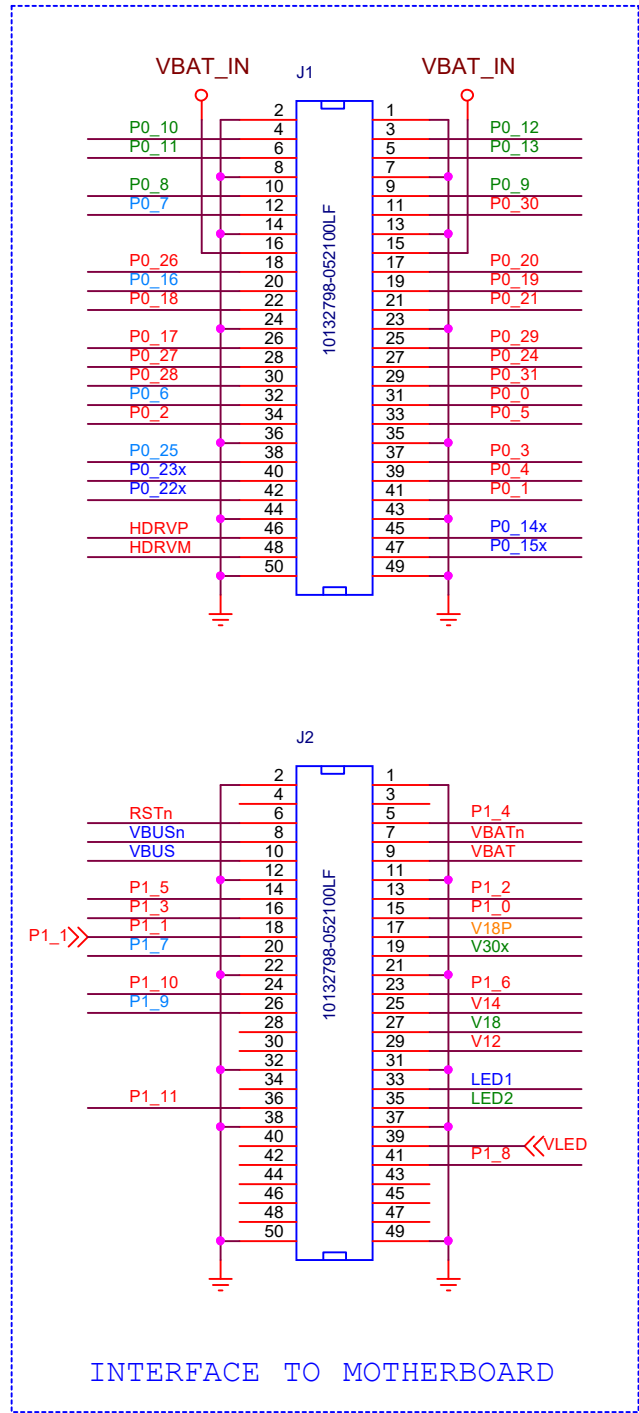 VBAT_IN VBAT_IN
J1
2 1
P0_10 4 3 P0_12
P0_11 6 5 P0_13
8 7
P0_8 10 9 P0_9
P0_7 12 11 P0_30
14 13
16 15
P0_26 18 17 P0_20
P0_16 20 19 P0_19
P0_18 22 21 P0_21
24 23
P0_17 26 25 P0_29
P0_27 28 27 P0_24
P0_28 30 29 P0_31
P0_6 32 31 P0_0
P0_2 34 33 P0_5
36 35
P0_25 38 37 P0_3
P0_23x 40 39 P0_4
P0_22x 42 41 P0_1
44 43
HDRVP 46 45 P0_14x
HDRVM 48 47 P0_15x
50 49
10132798-052100LF
J2
2 1
4 3
RSTn 6 5 P1_4
VBUSn 8 7 VBATn
VBUS 10 9 VBAT
12 11
P1_5 14 13 P1_2
P1_3 16 15 P1_0
P1_1 P1_1 18 17 V18P
P1_7 20 19 V30x
22 21
P1_10 24 23 P1_6
P1_9 26 25 V14
28 27 V18
30 29 V12
32 31
34 33 LED1
P1_11 36 35 LED2
38 37
40 39 VLED
42 41 P1_8
44 43
46 45
48 47
50 49
10132798-052100LF
INTERFACE TO MOTHERBOARD